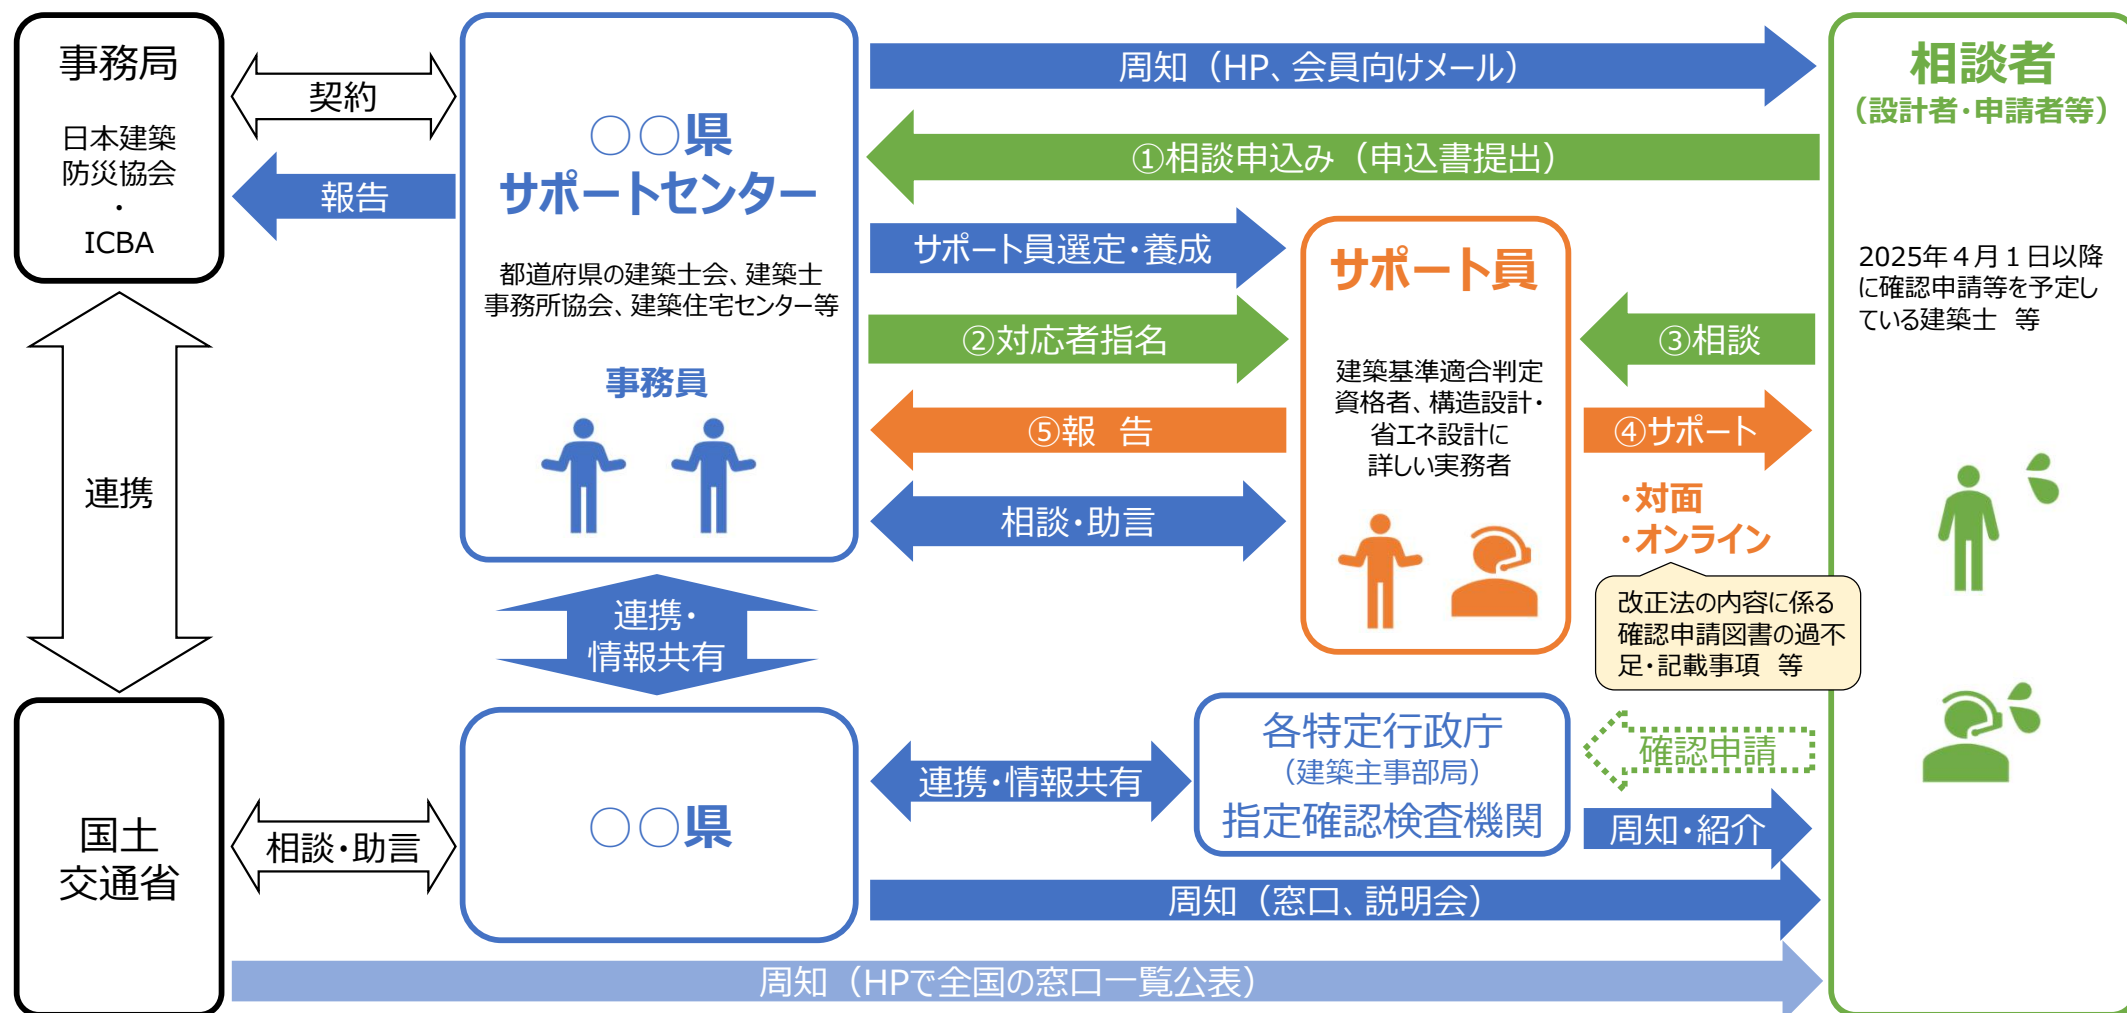 事務局
日本建築
防災協会
・
ICBA
契約
報告
連携
国土
交通省
相談・助言
○○県
サポートセンター
都道府県の建築士会、建築士
事務所協会、建築住宅センター等
事務員
連携・
情報共有
○○県
周知（HP、会員向けメール）
①相談申込み（申込書提出）
サポート員選定・養成
②対応者指名
⑤報　告
相談・助言
サポート員
建築基準適合判定
資格者、構造設計・
省エネ設計に
詳しい実務者
③相談
④サポート
・対面
・オンライン
改正法の内容に係る
確認申請図書の過不
足・記載事項　等
連携・情報共有
各特定行政庁
（建築主事部局）
指定確認検査機関
確認申請
周知・紹介
周知（窓口、説明会）
周知（HPで全国の窓口一覧公表）
相談者
（設計者・申請者等）
2025年４月１日以降
に確認申請等を予定し
ている建築士　等